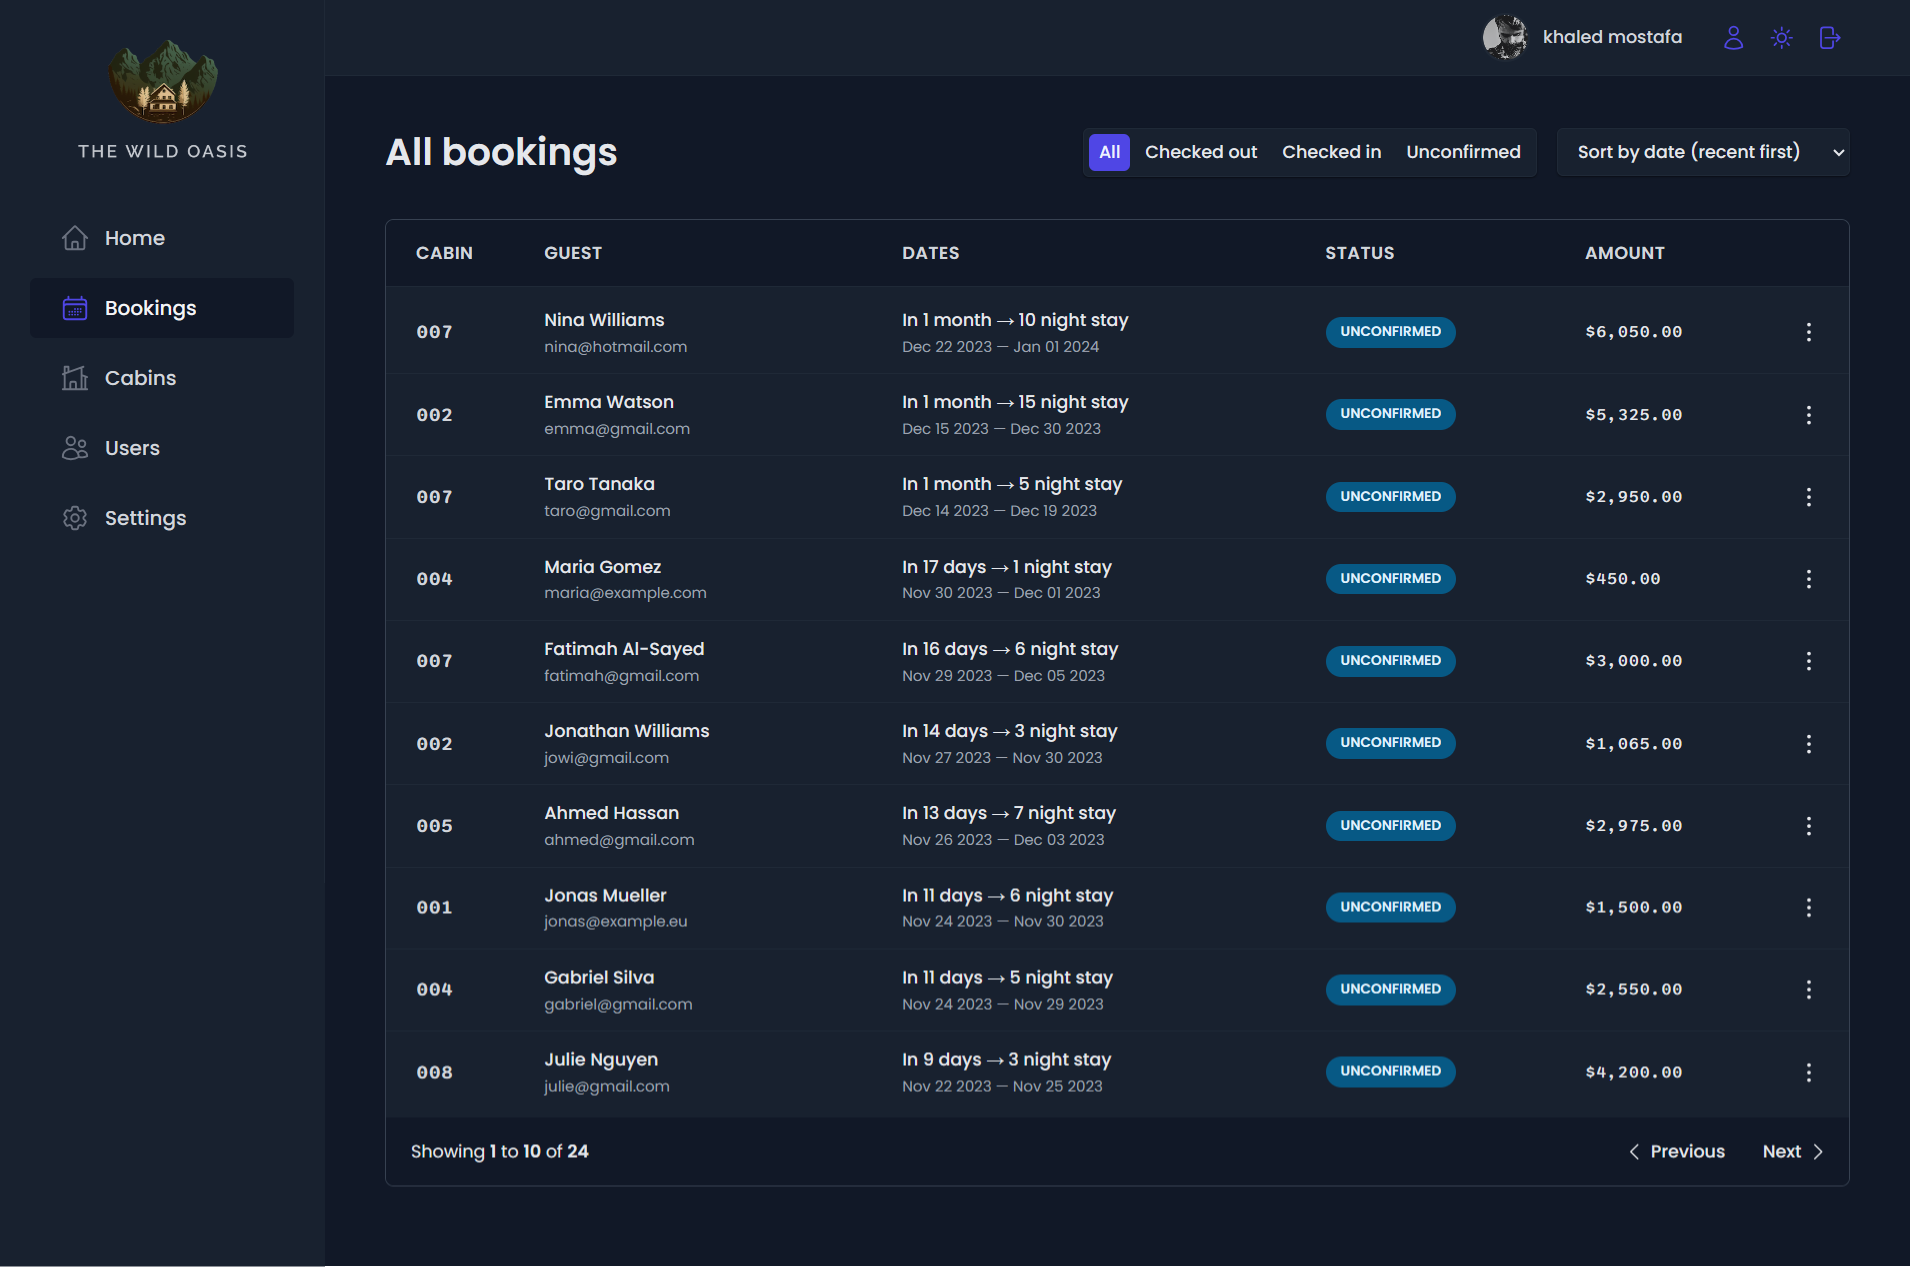 THE WILD OASIS
Home
Bookings
Cabins
Users
Settings
khaled mostafa
All bookings
All Checked out Checked in Unconfirmed
Sort by date (recent first)
CABIN GUEST DATES STATUS AMOUNT
007 Nina Williams In 1 month → 10 night stay UNCONFIRMED $6,050.00
nina@hotmail.com Dec 22 2023 — Jan 01 2024
002 Emma Watson In 1 month → 15 night stay UNCONFIRMED $5,325.00
emma@gmail.com Dec 15 2023 — Dec 30 2023
007 Taro Tanaka In 1 month → 5 night stay UNCONFIRMED $2,950.00
taro@gmail.com Dec 14 2023 — Dec 19 2023
004 Maria Gomez In 17 days → 1 night stay UNCONFIRMED $450.00
maria@example.com Nov 30 2023 — Dec 01 2023
007 Fatimah Al-Sayed In 16 days → 6 night stay UNCONFIRMED $3,000.00
fatimah@gmail.com Nov 29 2023 — Dec 05 2023
002 Jonathan Williams In 14 days → 3 night stay UNCONFIRMED $1,065.00
jowi@gmail.com Nov 27 2023 — Nov 30 2023
005 Ahmed Hassan In 13 days → 7 night stay UNCONFIRMED $2,975.00
ahmed@gmail.com Nov 26 2023 — Dec 03 2023
001 Jonas Mueller In 11 days → 6 night stay UNCONFIRMED $1,500.00
jonas@example.eu Nov 24 2023 — Nov 30 2023
004 Gabriel Silva In 11 days → 5 night stay UNCONFIRMED $2,550.00
gabriel@gmail.com Nov 24 2023 — Nov 29 2023
008 Julie Nguyen In 9 days → 3 night stay UNCONFIRMED $4,200.00
julie@gmail.com Nov 22 2023 — Nov 25 2023
Showing 1 to 10 of 24
Previous Next